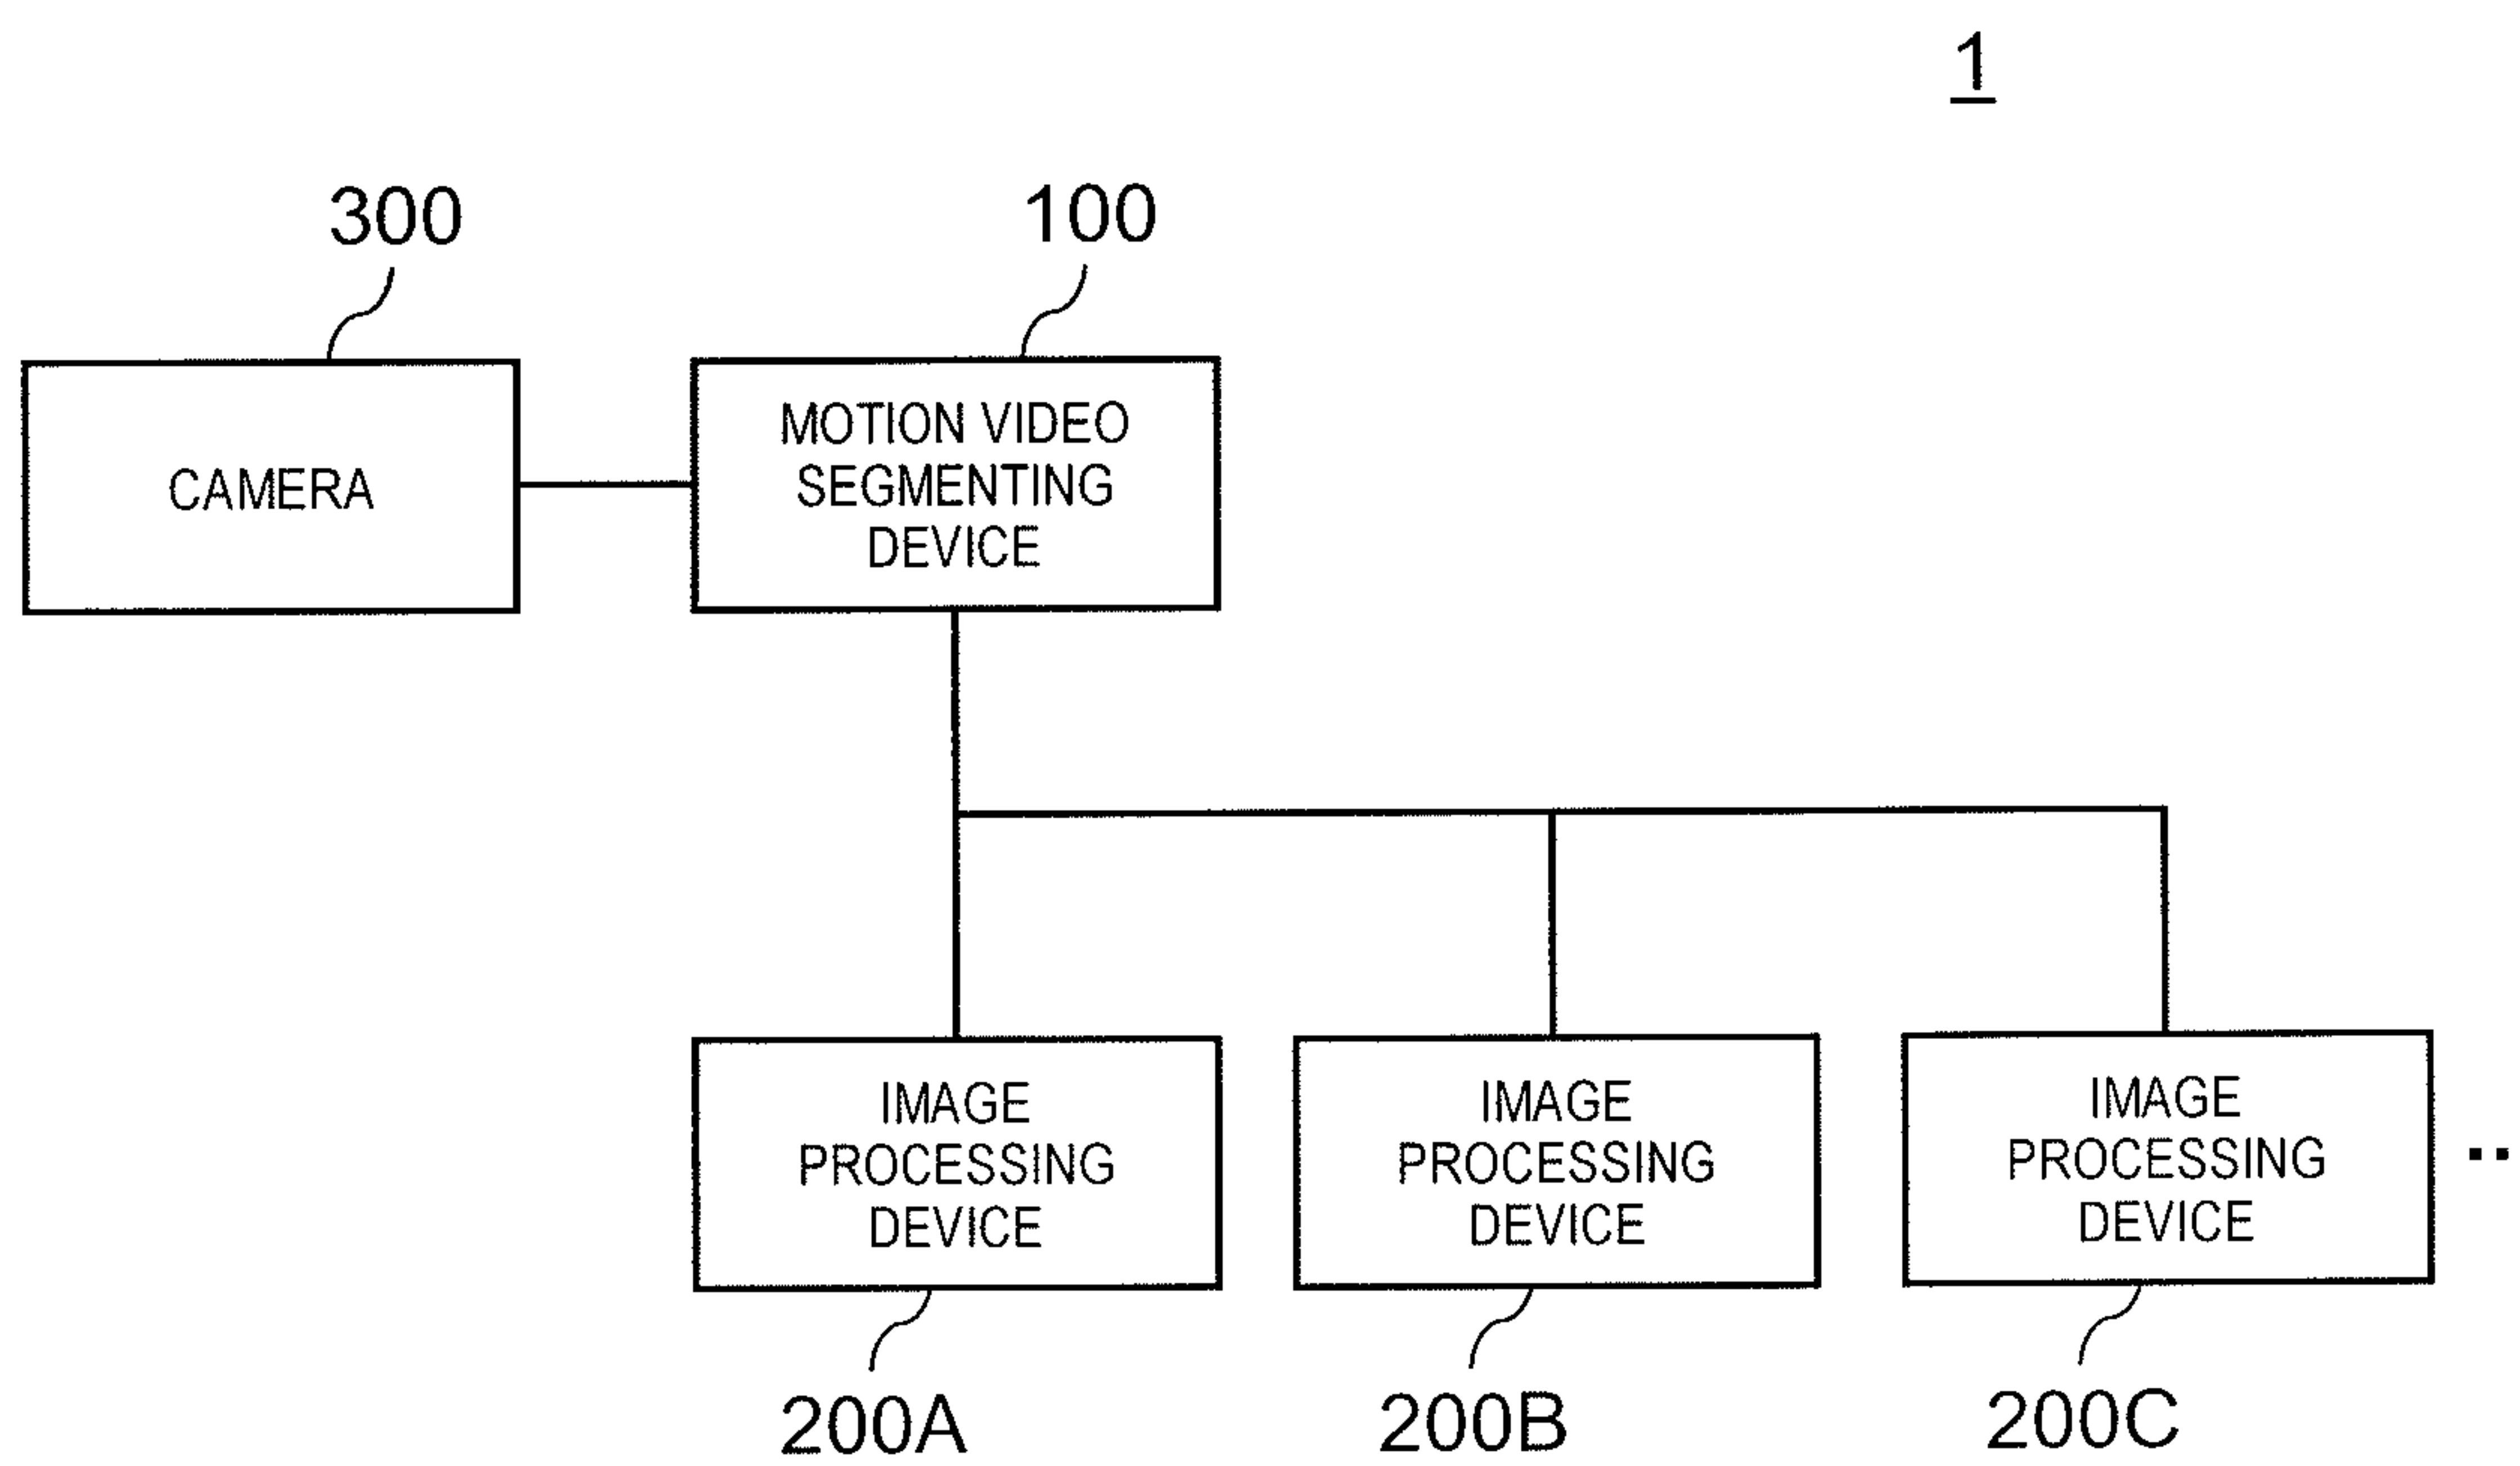 1
300
100
CAMERA
MOTION VIDEO
SEGMENTING
DEVICE
IMAGE
PROCESSING
DEVICE
IMAGE
PROCESSING
DEVICE
IMAGE
PROCESSING
DEVICE
..
200A
200B
200C